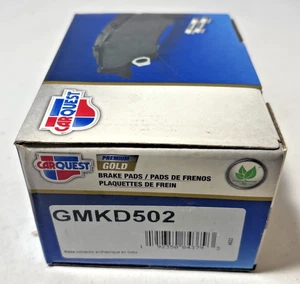 CARQUEST
CARQUEST
PREMIUM
GOLD
BRAKE PADS / PADS DE FRENOS
PLAQUETTES DE FREIN
GMKD502